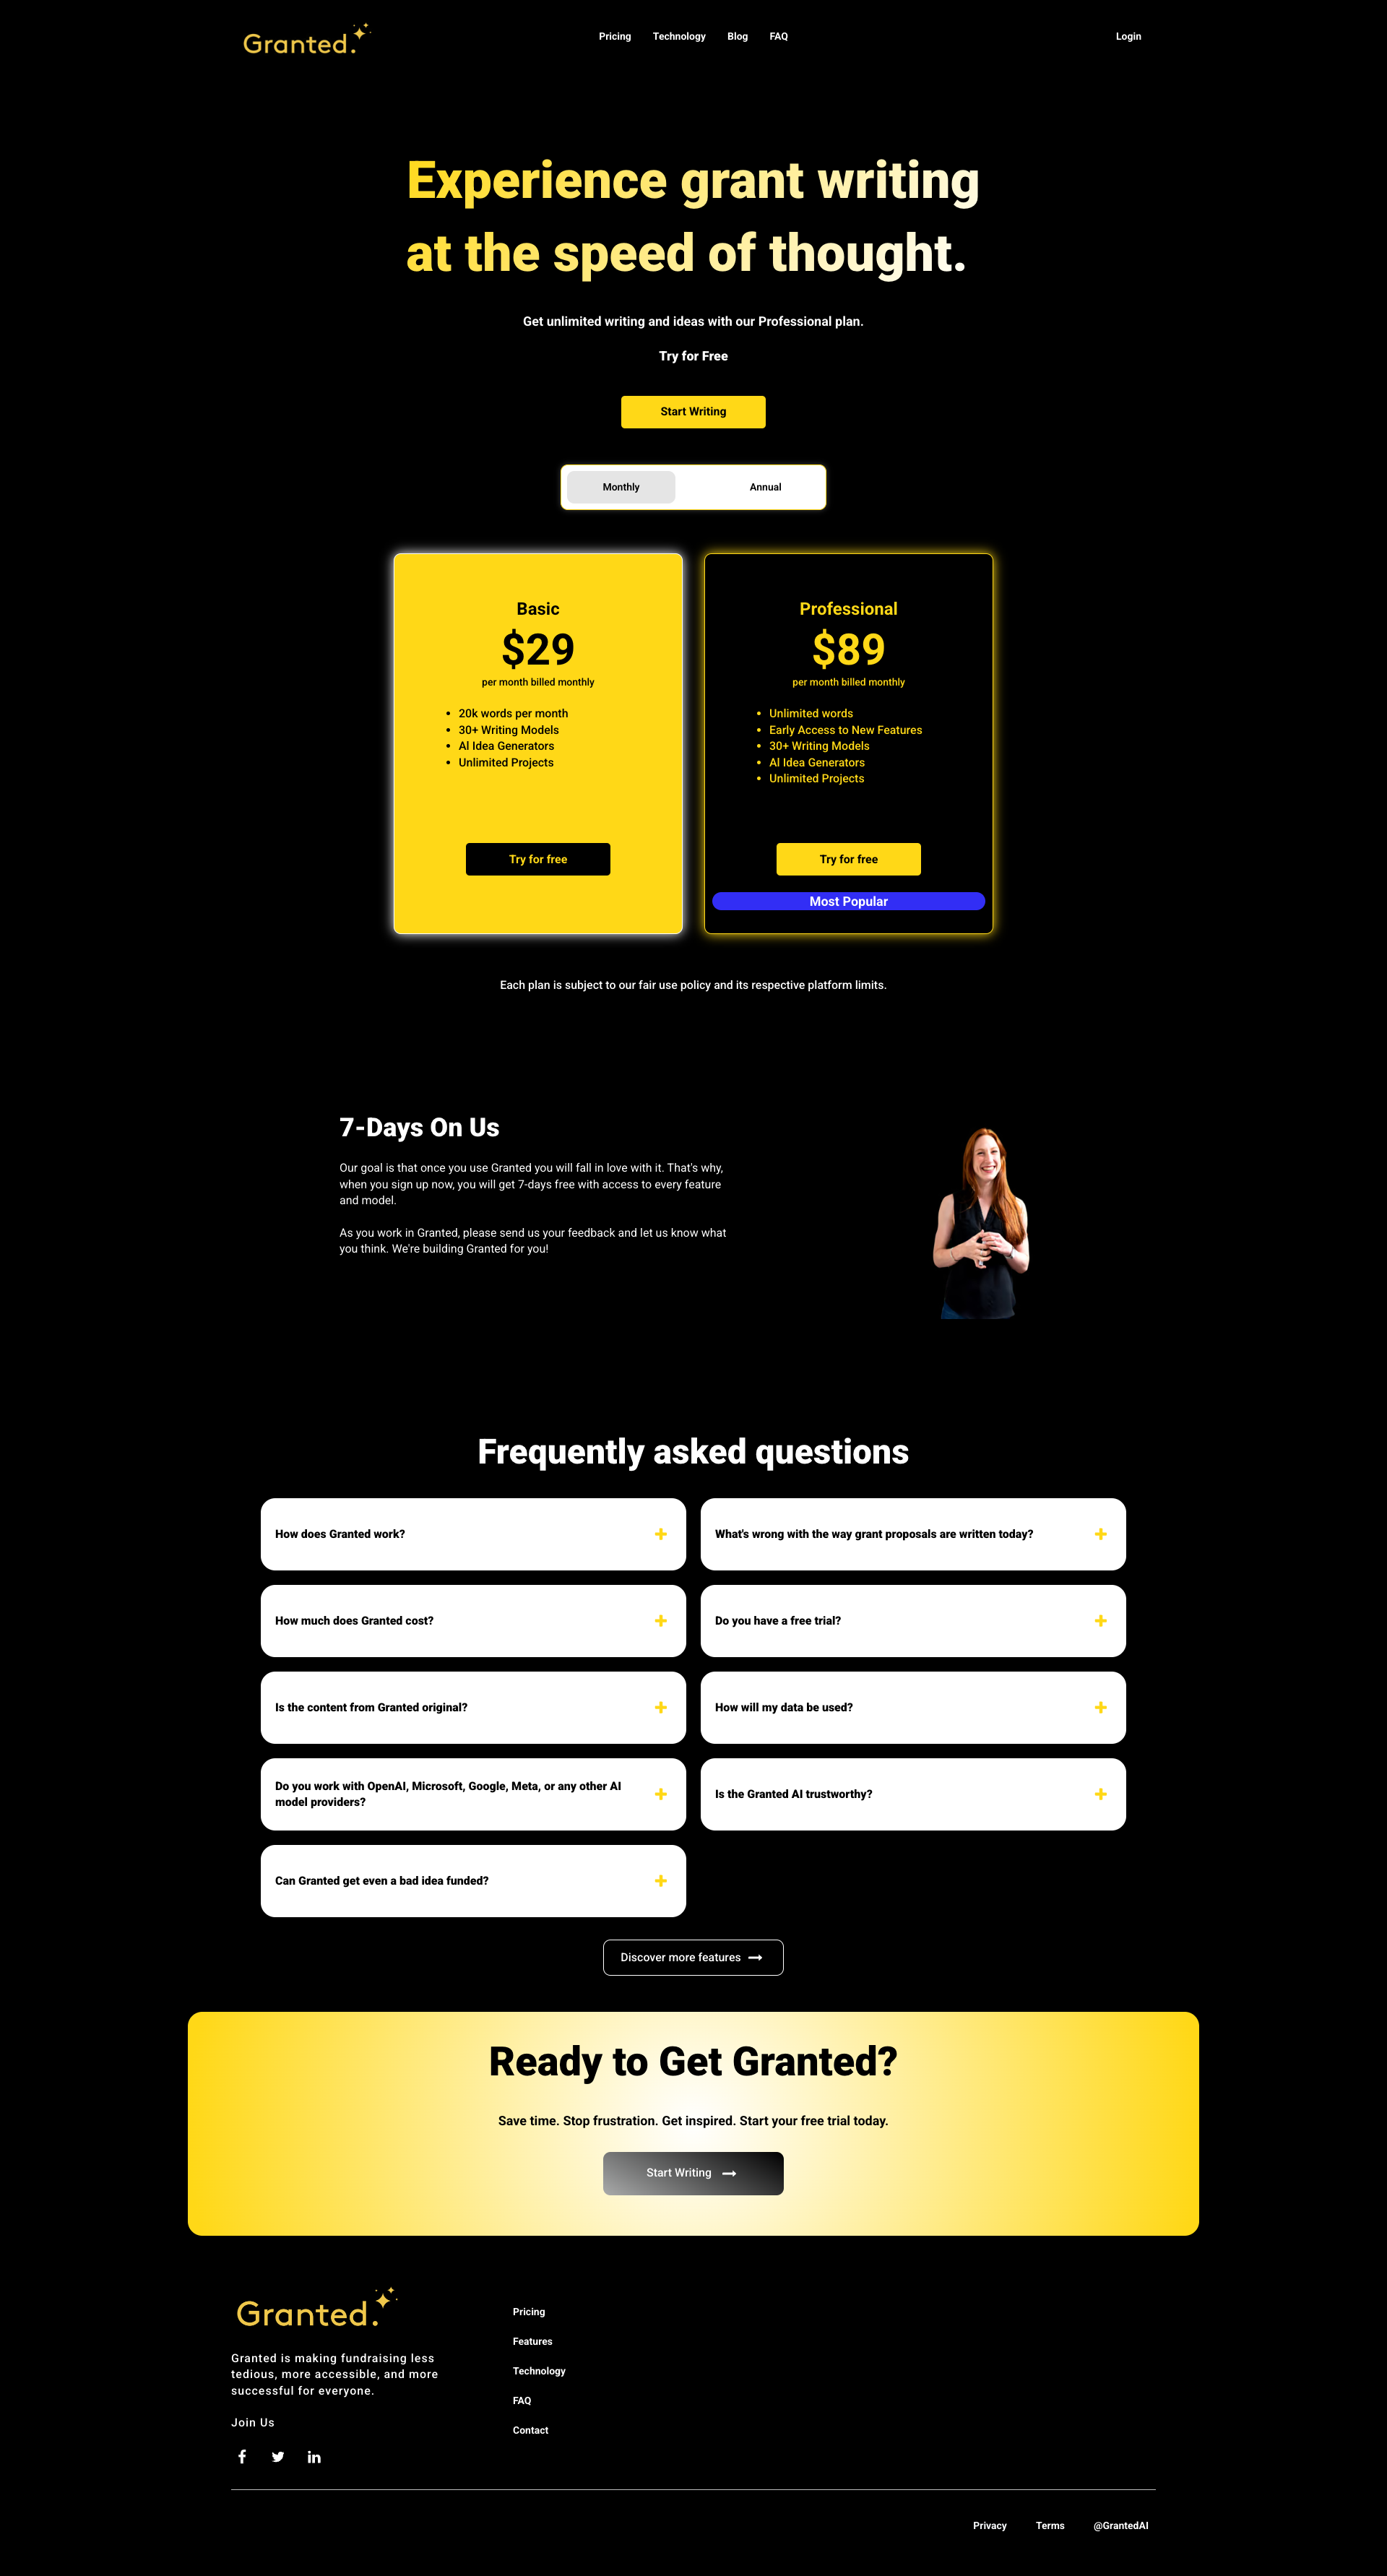 Granted.
Pricing
Technology
Blog
FAQ
Login
Experience grant writing
at the speed of thought.
Get unlimited writing and ideas with our Professional plan.
Try for Free
Start Writing
Monthly
Annual
Basic
$29
per month billed monthly
20k words per month
30+ Writing Models
AI Idea Generators
Unlimited Projects
Try for free
Professional
$89
per month billed monthly
Unlimited words
Early Access to New Features
30+ Writing Models
AI Idea Generators
Unlimited Projects
Try for free
Most Popular
Each plan is subject to our fair use policy and its respective platform limits.
7-Days On Us
Our goal is that once you use Granted you will fall in love with it. That's why,
when you sign up now, you will get 7-days free with access to every feature
and model.
As you work in Granted, please send us your feedback and let us know what
you think. We're building Granted for you!
Frequently asked questions
How does Granted work?
What's wrong with the way grant proposals are written today?
How much does Granted cost?
Do you have a free trial?
Is the content from Granted original?
How will my data be used?
Do you work with OpenAI, Microsoft, Google, Meta, or any other AI
model providers?
Is the Granted AI trustworthy?
Can Granted get even a bad idea funded?
Discover more features
Ready to Get Granted?
Save time. Stop frustration. Get inspired. Start your free trial today.
Start Writing
Granted.
Granted is making fundraising less
tedious, more accessible, and more
successful for everyone.
Join Us
Pricing
Features
Technology
FAQ
Contact
Privacy
Terms
@GrantedAI